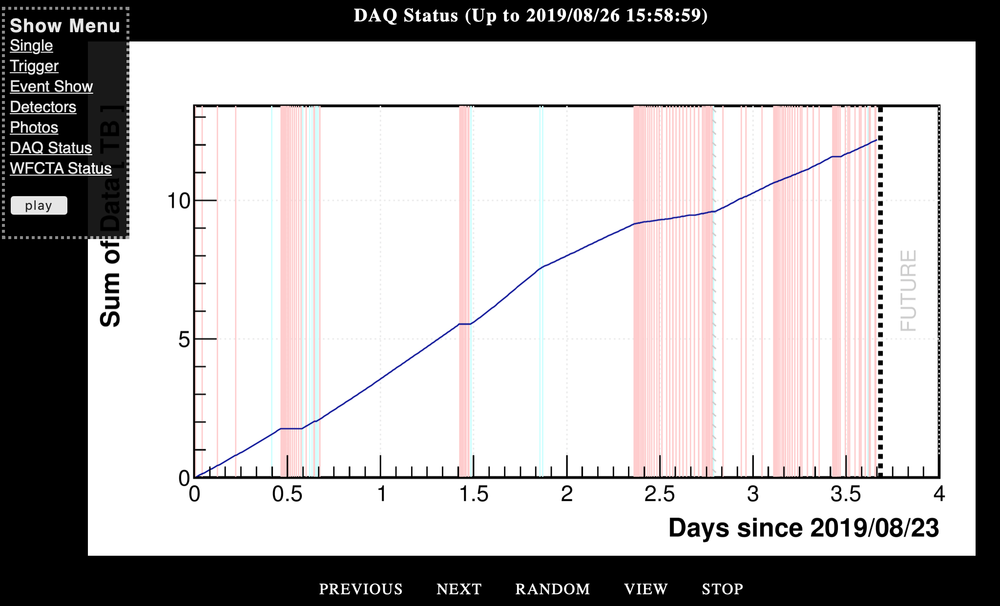 DAQ Status (Up to 2019/08/26 15:58:59)
Show Menu
Single
Trigger
Event Show
Detectors
Photos
DAQ Status
WFCTA Status
play
Sum of Data [ TB ]
10
5
0
FUTURE
0 0.5 1 1.5 2 2.5 3 3.5 4
Days since 2019/08/23
PREVIOUS NEXT RANDOM VIEW STOP